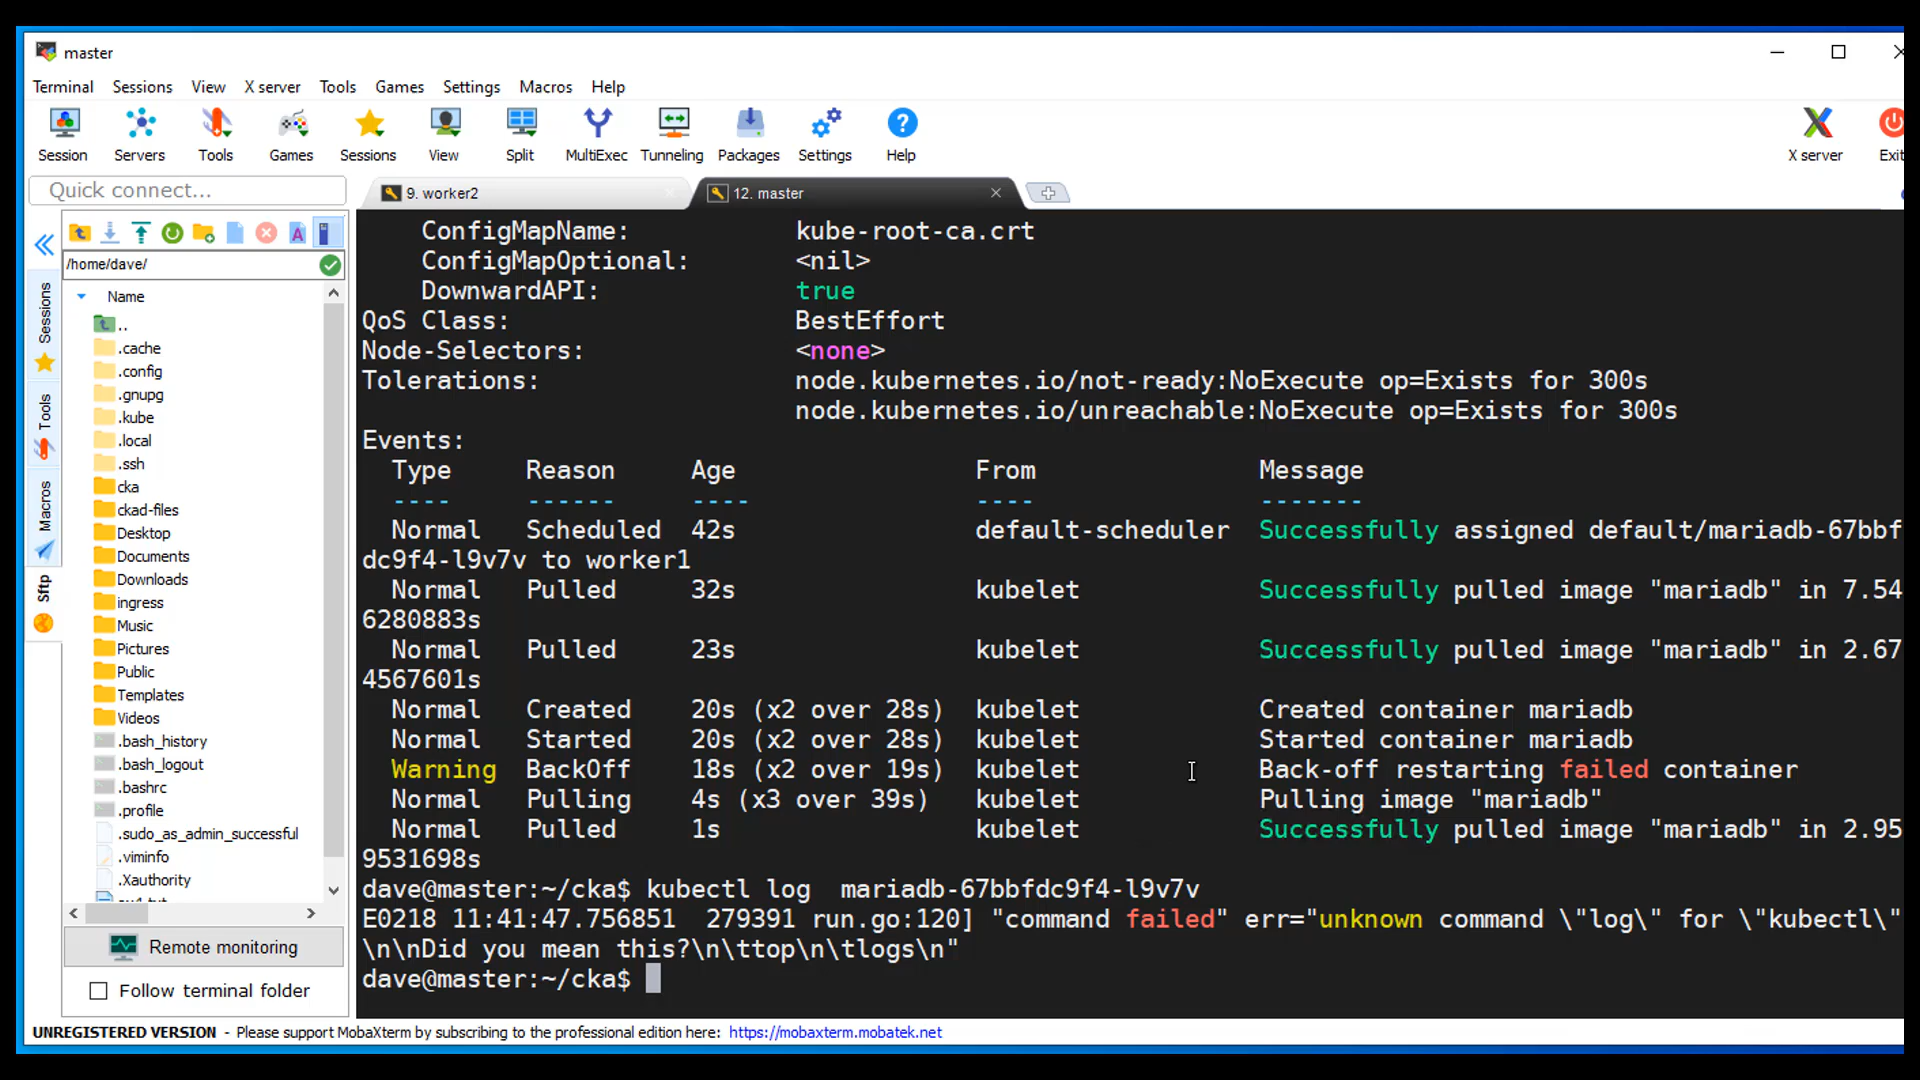 master
Terminal Sessions View X server Tools Games Settings Macros Help
Session Servers Tools Games Sessions View Split MultiExec Tunneling Packages Settings Help X server Exit
Quick connect...
9. worker2
12. master
/home/dave/
Name
..
.cache
.config
.gnupg
.kube
.local
.ssh
cka
ckad-files
Desktop
Documents
Downloads
ingress
Music
Pictures
Public
Templates
Videos
.bash_history
.bash_logout
.bashrc
.profile
.sudo_as_admin_successful
.viminfo
.Xauthority
Sessions
Tools
Macros
Sftp
Remote monitoring
Follow terminal folder
ConfigMapName: kube-root-ca.crt
ConfigMapOptional: <nil>
DownwardAPI: true
QoS Class: BestEffort
Node-Selectors: <none>
Tolerations: node.kubernetes.io/not-ready:NoExecute op=Exists for 300s
node.kubernetes.io/unreachable:NoExecute op=Exists for 300s
Events:
Type Reason Age From Message
---- ------ ---- ---- -------
Normal Scheduled 42s default-scheduler Successfully assigned default/mariadb-67bbf
dc9f4-l9v7v to worker1
Normal Pulled 32s kubelet Successfully pulled image "mariadb" in 7.54
6280883s
Normal Pulled 23s kubelet Successfully pulled image "mariadb" in 2.67
4567601s
Normal Created 20s (x2 over 28s) kubelet Created container mariadb
Normal Started 20s (x2 over 28s) kubelet Started container mariadb
Warning BackOff 18s (x2 over 19s) kubelet Back-off restarting failed container
Normal Pulling 4s (x3 over 39s) kubelet Pulling image "mariadb"
Normal Pulled 1s kubelet Successfully pulled image "mariadb" in 2.95
9531698s
dave@master:~/cka$ kubectl log  mariadb-67bbfdc9f4-l9v7v
E0218 11:41:47.756851  279391 run.go:120] "command failed" err="unknown command \"log\" for \"kubectl\"
\n\nDid you mean this?\n\ttop\n\tlogs\n"
dave@master:~/cka$
UNREGISTERED VERSION - Please support MobaXterm by subscribing to the professional edition here: https://mobaxterm.mobatek.net